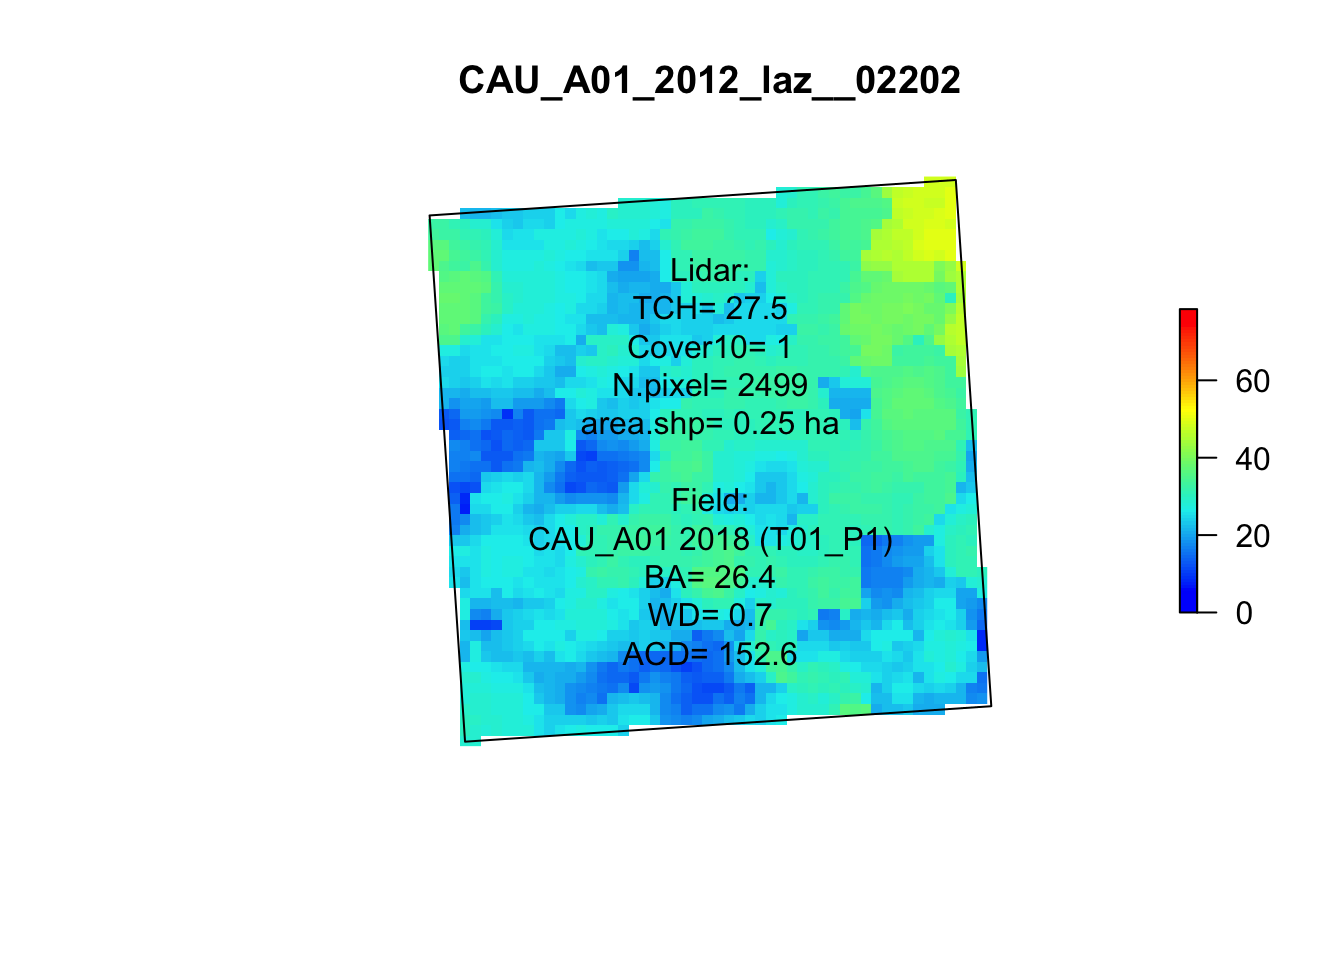 CAU_A01_2012_laz__02202
Lidar:
TCH= 27.5
Cover10= 1
N.pixel= 2499
area.shp= 0.25 ha
Field:
CAU_A01 2018 (T01_P1)
BA= 26.4
WD= 0.7
ACD= 152.6
60
40
20
0